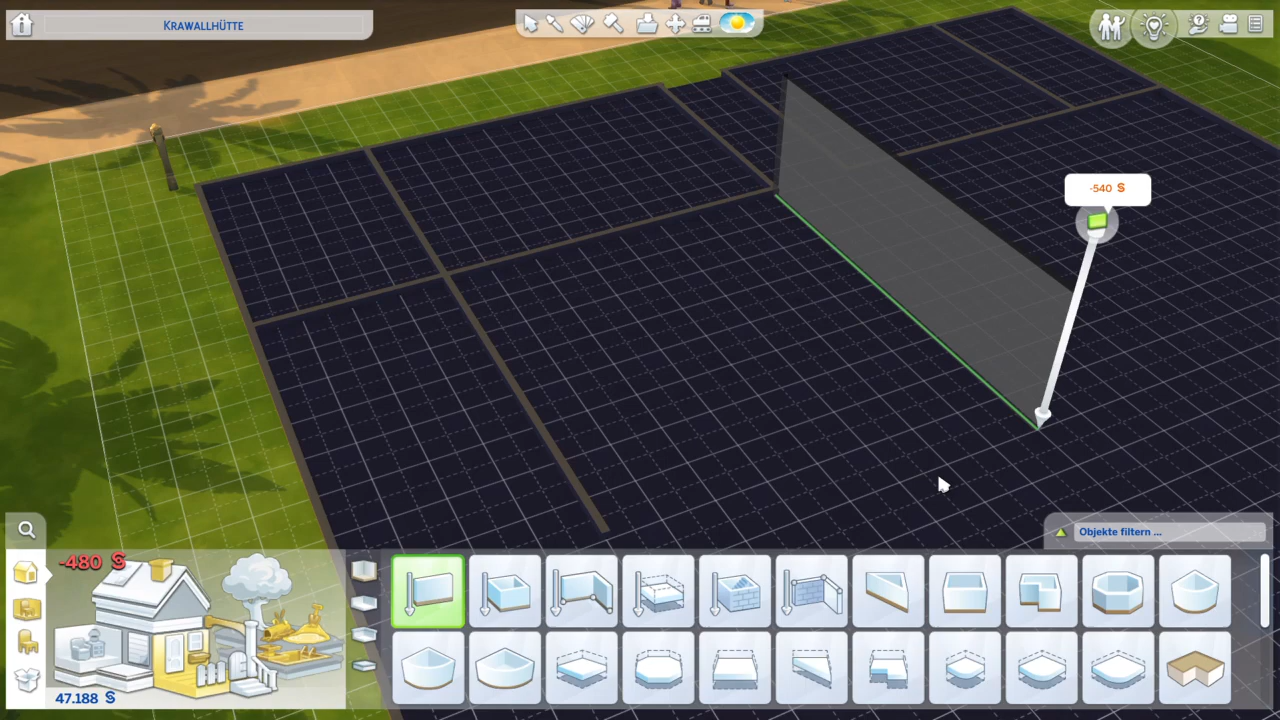 Krawallhütte
-540 §
Objekte filtern ...
-480 §
47.188 §